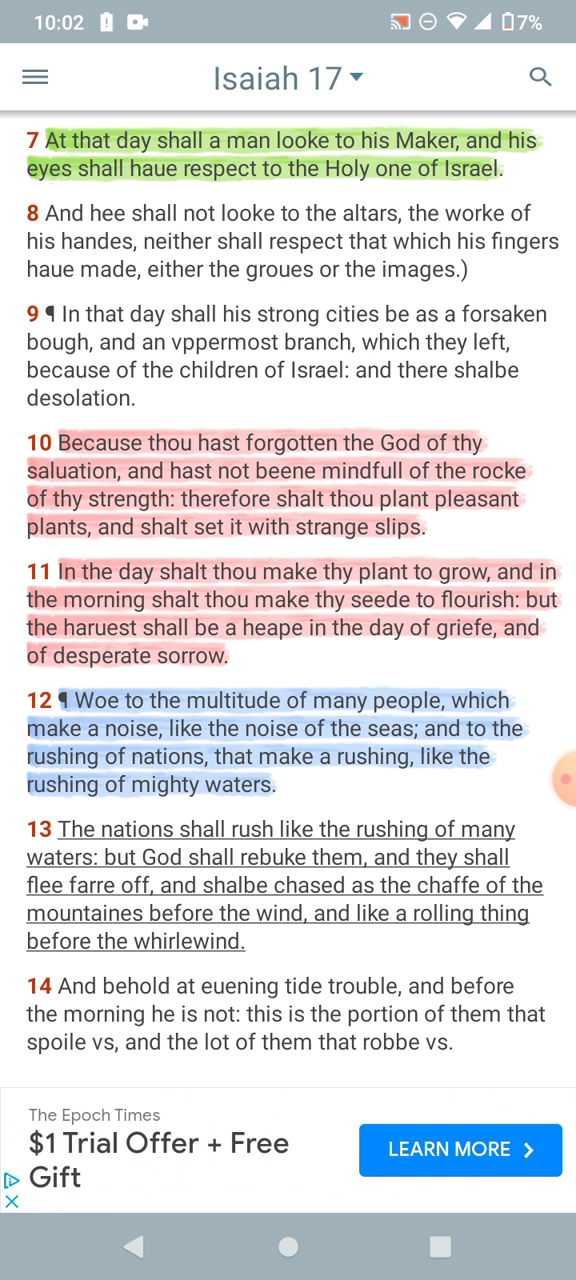 10:02 7%
Isaiah 17
7 At that day shall a man looke to his Maker, and his
eyes shall haue respect to the Holy one of Israel.
8 And hee shall not looke to the altars, the worke of
his handes, neither shall respect that which his fingers
haue made, either the groues or the images.)
9 ¶ In that day shall his strong cities be as a forsaken
bough, and an vppermost branch, which they left,
because of the children of Israel: and there shalbe
desolation.
10 Because thou hast forgotten the God of thy
saluation, and hast not beene mindfull of the rocke
of thy strength: therefore shalt thou plant pleasant
plants, and shalt set it with strange slips.
11 In the day shalt thou make thy plant to grow, and in
the morning shalt thou make thy seede to flourish: but
the haruest shall be a heape in the day of griefe, and
of desperate sorrow.
12 ¶ Woe to the multitude of many people, which
make a noise, like the noise of the seas; and to the
rushing of nations, that make a rushing, like the
rushing of mighty waters.
13 The nations shall rush like the rushing of many
waters: but God shall rebuke them, and they shall
flee farre off, and shalbe chased as the chaffe of the
mountaines before the wind, and like a rolling thing
before the whirlewind.
14 And behold at euening tide trouble, and before
the morning he is not: this is the portion of them that
spoile vs, and the lot of them that robbe vs.
The Epoch Times
$1 Trial Offer + Free
Gift
LEARN MORE